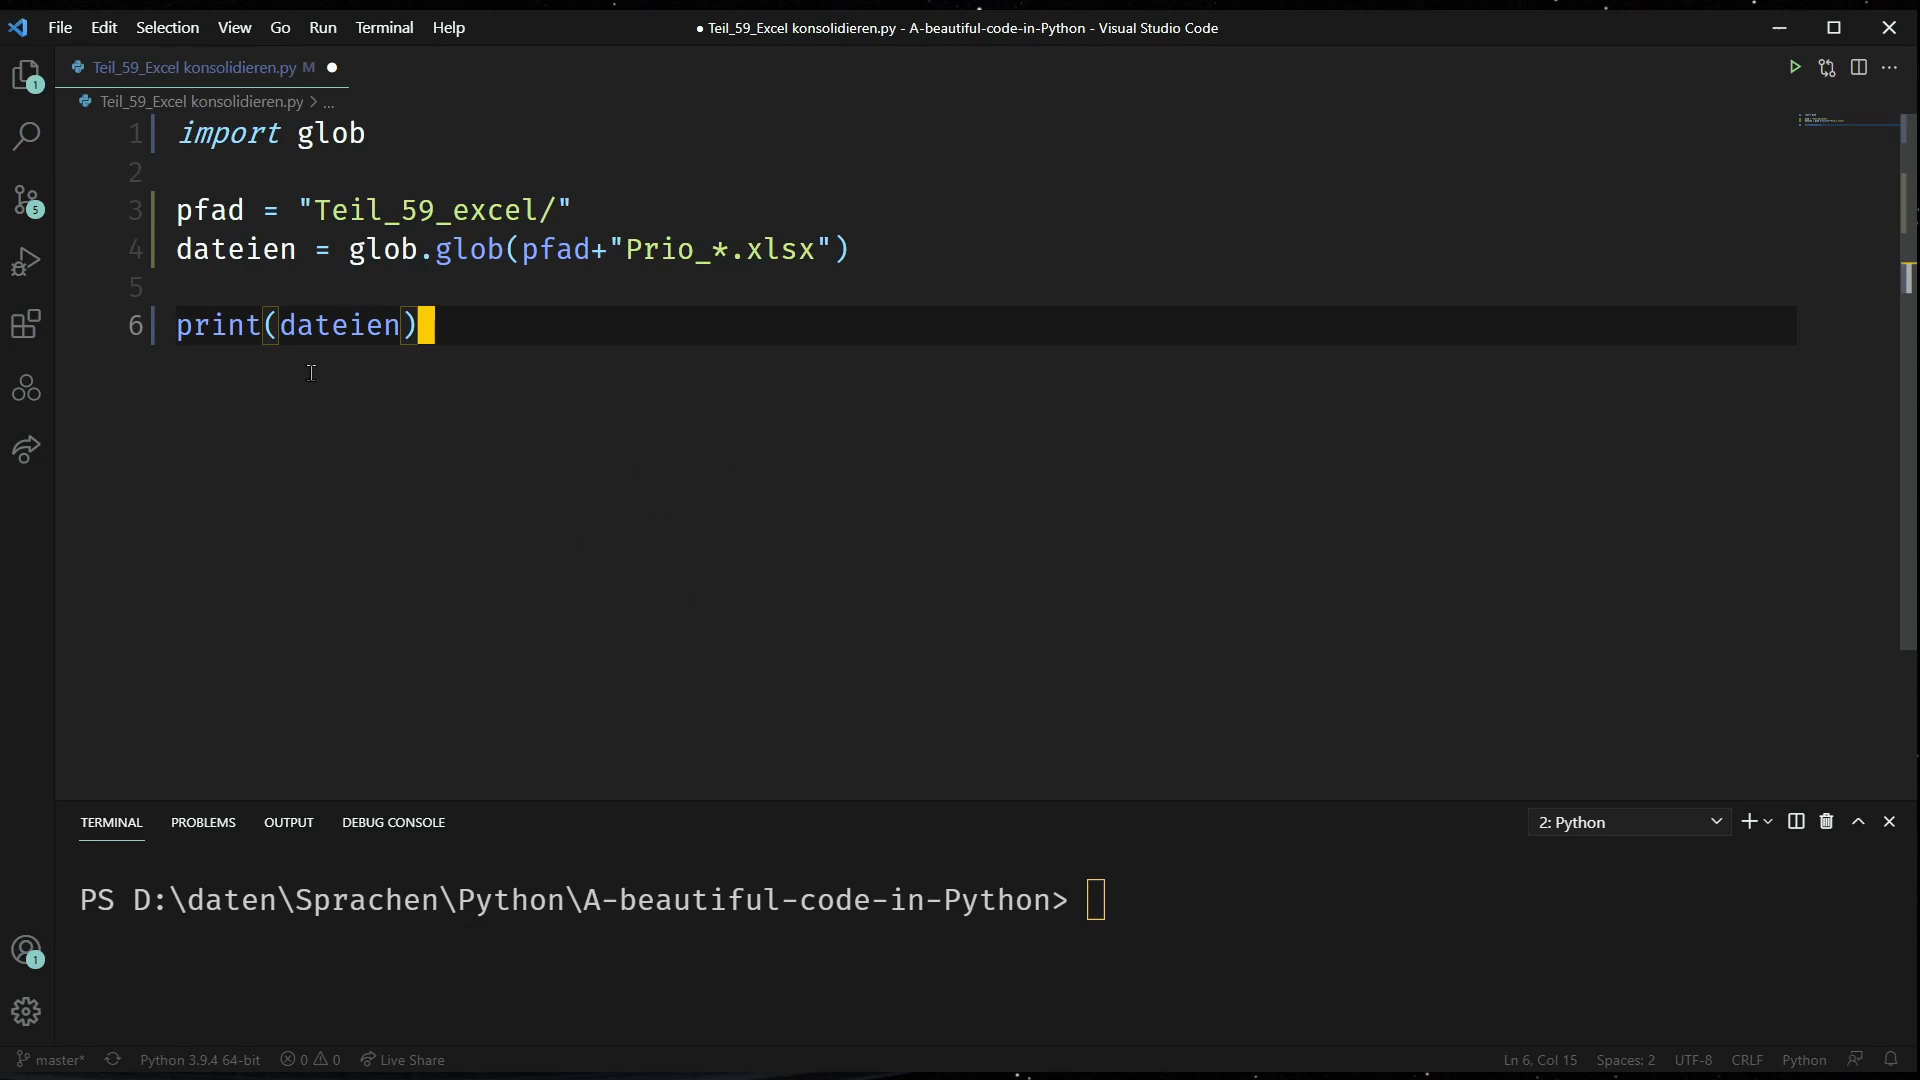 File Edit Selection View Go Run Terminal Help ● Teil_59_Excel konsolidieren.py - A-beautiful-code-in-Python - Visual Studio Code
Teil_59_Excel konsolidieren.py M ●
1
Teil_59_Excel konsolidieren.py > ...
1 import glob
2
3 pfad = "Teil_59_excel/"
5
4 dateien = glob.glob(pfad+"Prio_*.xlsx")
5
6 print(dateien)
TERMINAL PROBLEMS OUTPUT DEBUG CONSOLE 2: Python
PS D:\daten\Sprachen\Python\A-beautiful-code-in-Python>
1
master* Python 3.9.4 64-bit 0 0 Live Share Ln 6, Col 15 Spaces: 2 UTF-8 CRLF Python